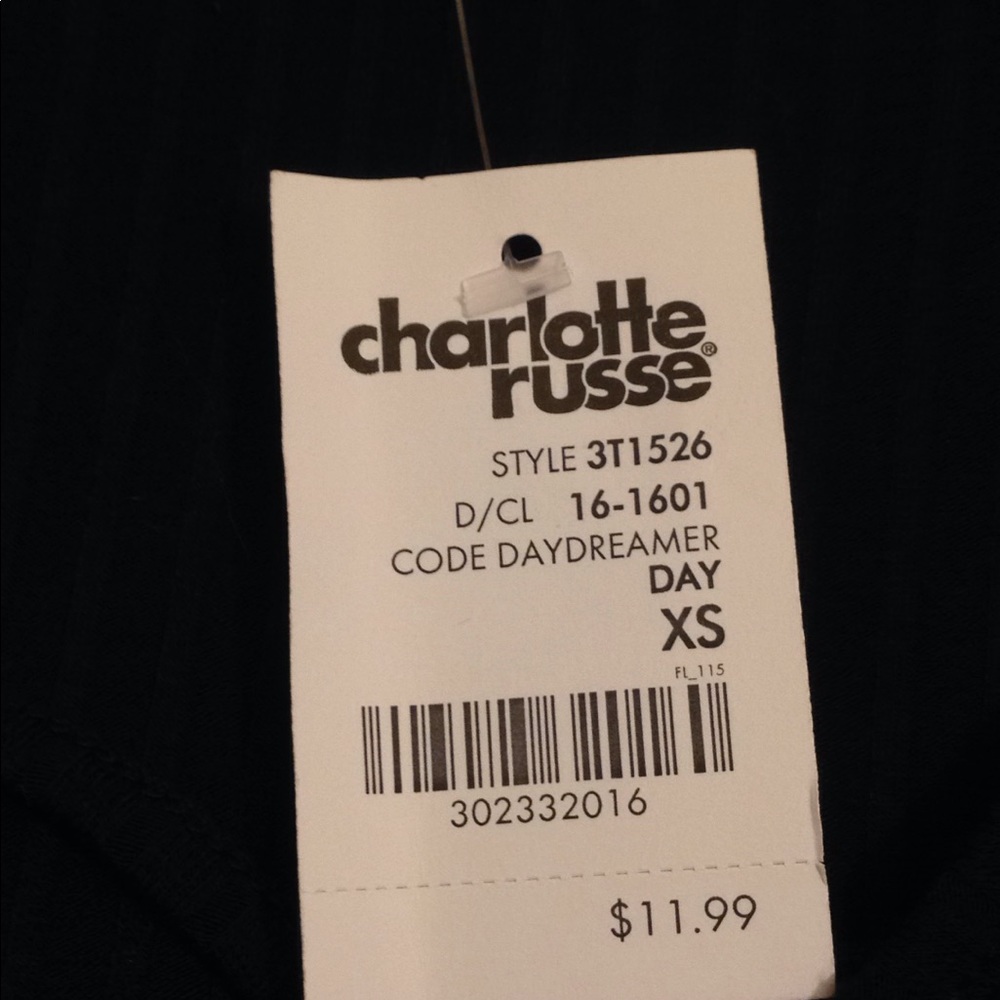 charlotte
russe®
STYLE 3T1526
D/CL 16-1601
CODE DAYDREAMER
DAY
XS
FL_115
302332016
$11.99